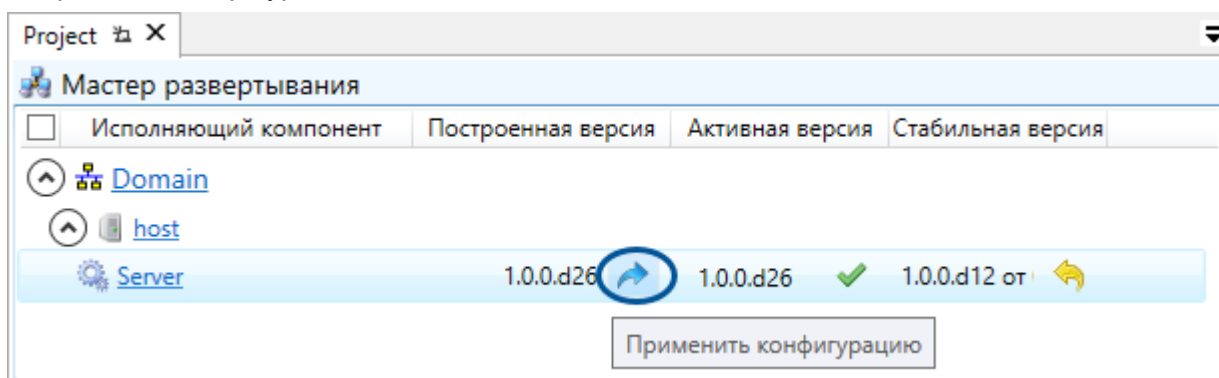 Project
Мастер развертывания
Исполняющий компонент Построенная версия Активная версия Стабильная версия
Domain
host
Server 1.0.0.d26 1.0.0.d26 1.0.0.d12 от
Применить конфигурацию